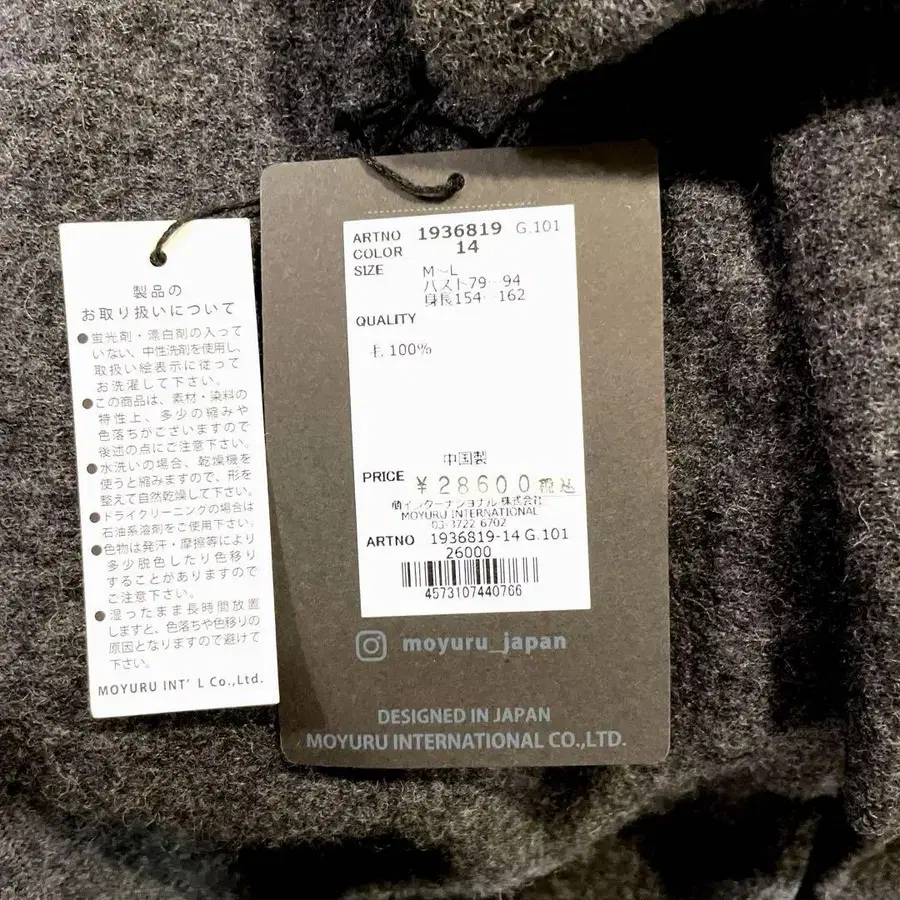 製品の
お取り扱いについて
●蛍光剤・漂白剤の入って
いない、中性洗剤を使用し、
取扱い絵表示に従って
お洗濯して下さい。
●この商品は、素材・染料の
特性上、多少の縮みや
色落ちがございますので
後述の点にご注意下さい。
●水洗いの場合、乾燥機を
使うと縮みますので、形を
整えて自然乾燥して下さい。
●ドライクリーニングの場合は
石油系溶剤をご使用下さい。
●色物は発汗・摩擦等により
多少脱色したり色移り
することがありますので
ご注意下さい。
●湿ったまま長時間放置
しますと、色落ちや色移りの
原因となりますので避けて
下さい。
MOYURU INT' L Co.,Ltd.
ARTNO 1936819 G.101
COLOR 14
SIZE M~L
バスト79-94
身長154-162
QUALITY
毛 100%
中国製
PRICE ¥28600税込
インターナショナル 株式会社
MOYURU INTERNATIONAL
03-3722 6702
ARTNO 1936819-14 G.101
26000
4573107440766
moyuru_japan
DESIGNED IN JAPAN
MOYURU INTERNATIONAL CO.,LTD.